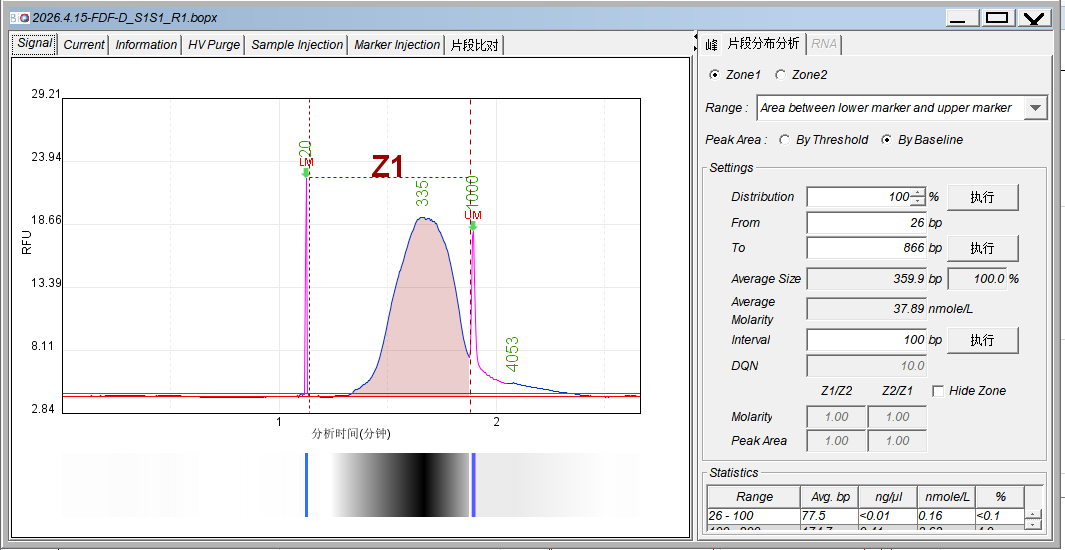 2026.4.15-FDF-D_S1S1_R1.bopx
Signal Current Information HV Purge Sample Injection Marker Injection 片段比对
29.21
23.94
18.66
13.39
8.11
2.84
RFU
20
LM
Z1
335
1000
UM
4053
1 2
分析时间(分钟)
峰 片段分布分析 RNA
Zone1 Zone2
Range : Area between lower marker and upper marker
Peak Area : By Threshold By Baseline
Settings
Distribution 100 % 执行
From 26 bp
To 866 bp 执行
Average Size 359.9 bp 100.0 %
Average
Molarity 37.89 nmole/L
Interval 100 bp 执行
DQN 10.0
Z1/Z2 Z2/Z1 Hide Zone
Molarity 1.00 1.00
Peak Area 1.00 1.00
Statistics
Range Avg. bp ng/µl nmole/L %
26 - 100 77.5 <0.01 0.16 <0.1